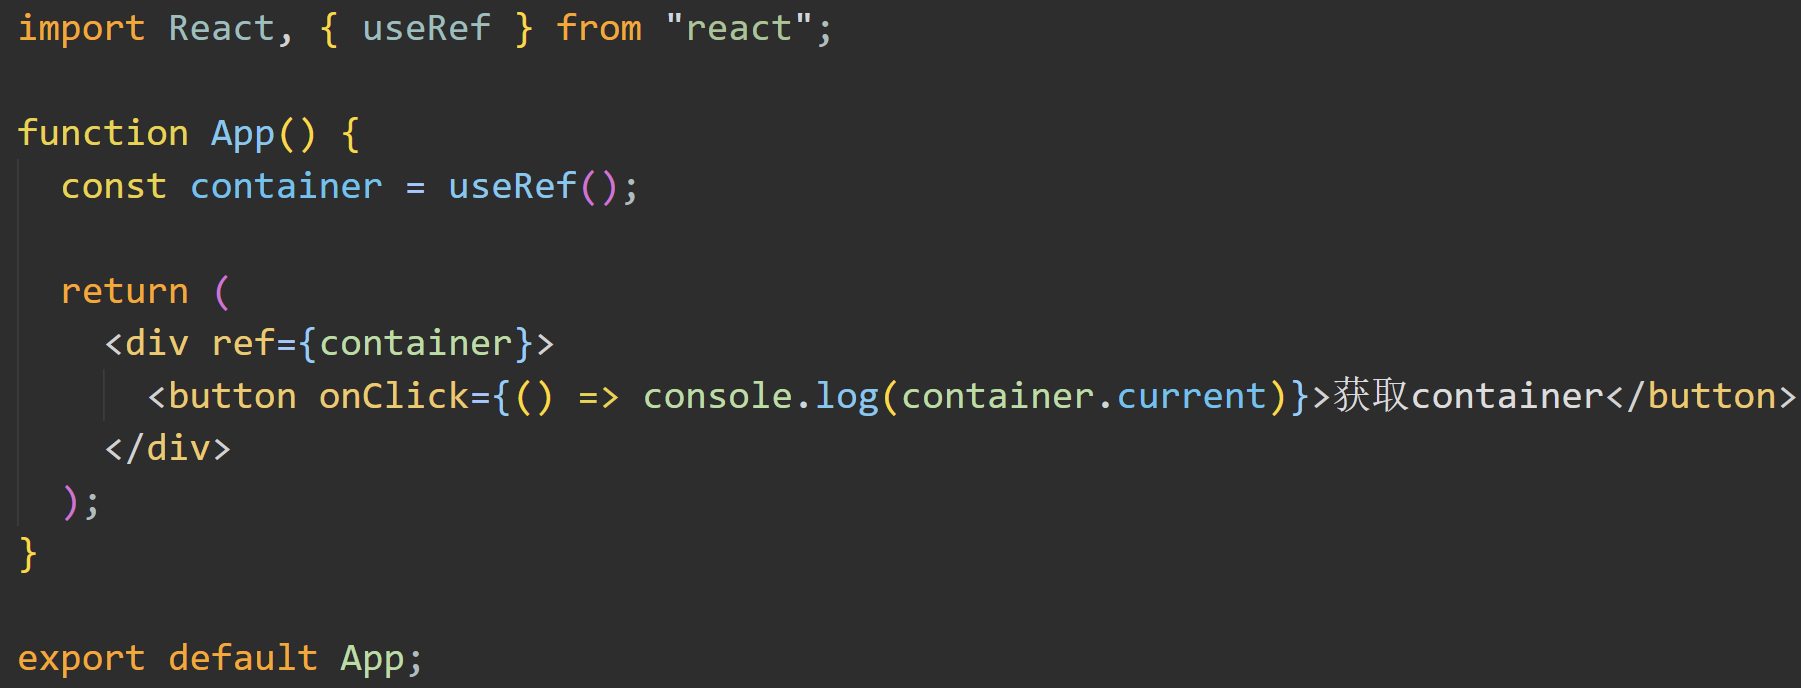 import React, { useRef } from "react";
function App() {
const container = useRef();
return (
<div ref={container}>
<button onClick={() => console.log(container.current)}>获取container</button>
</div>
);
}
export default App;